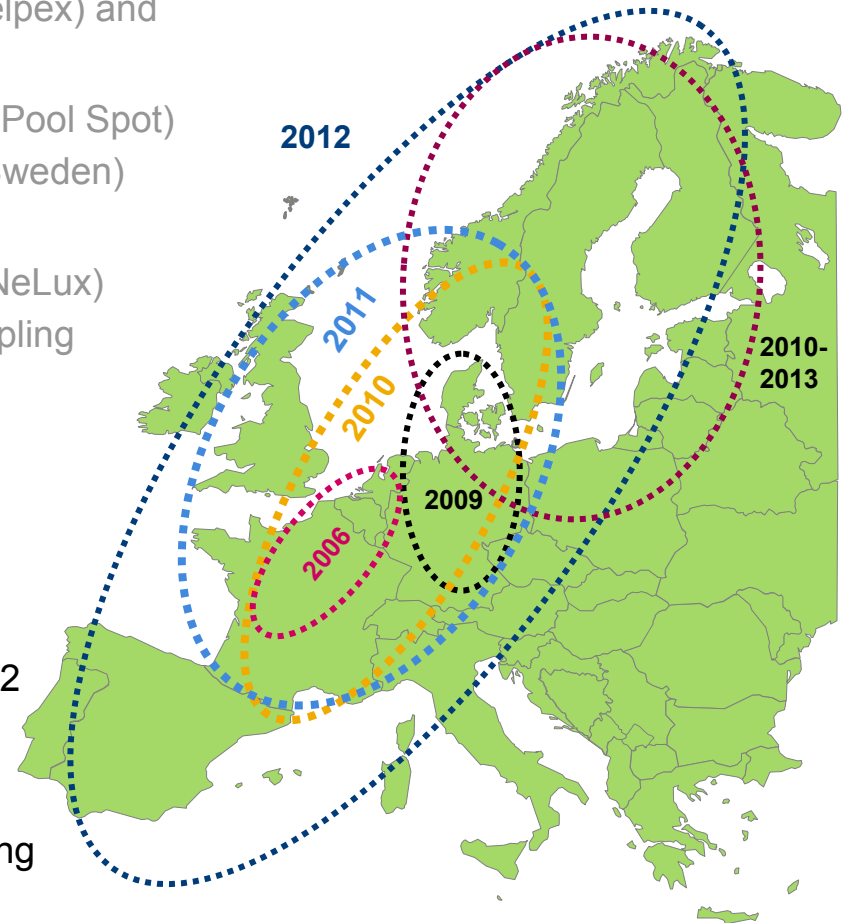 elpex) and
Pool Spot)
2012
weden)
NeLux)
2011
pling
2010-
2013
2010
2009
2006
2
ng